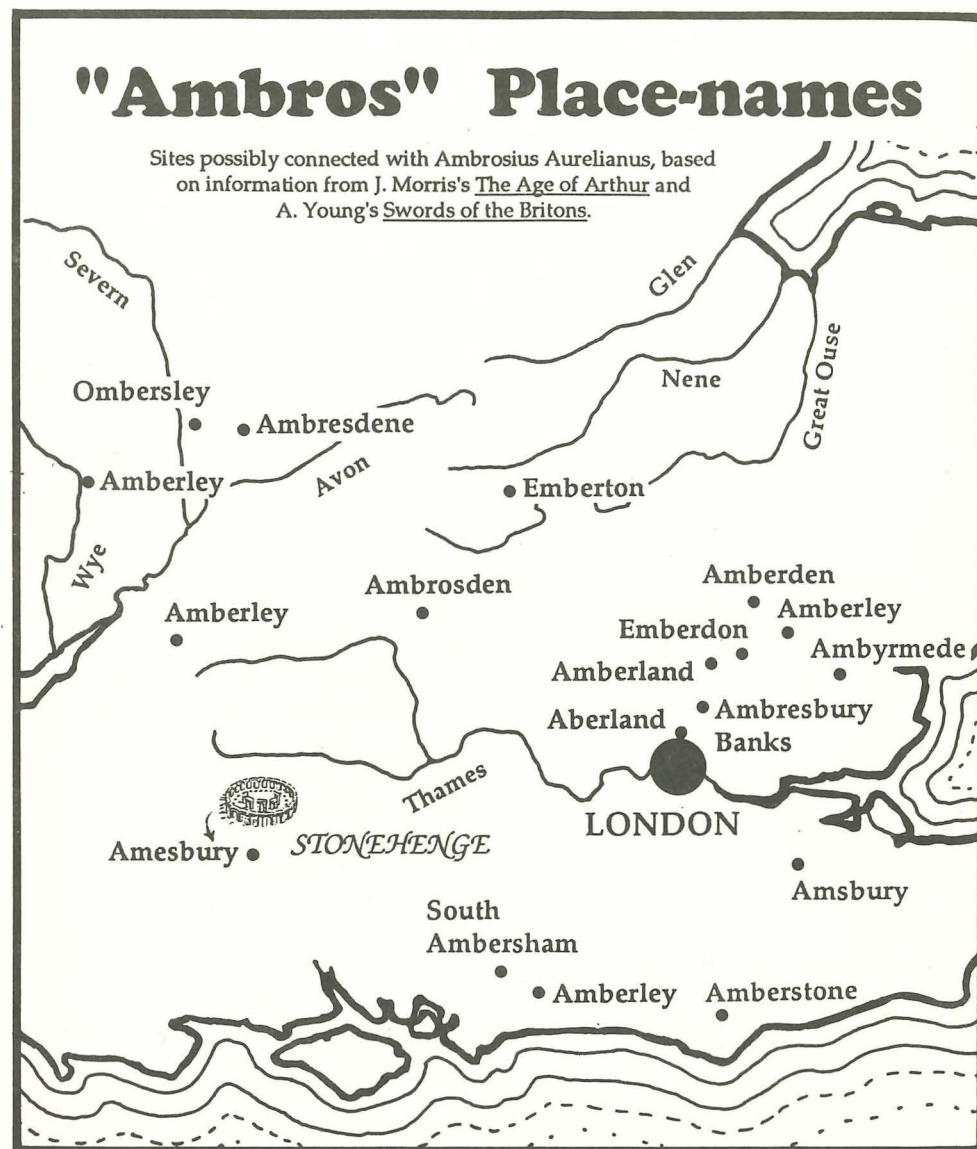 "Ambros" Place-names
Sites possibly connected with Ambrosius Aurelianus, based
on information from J. Morris's The Age of Arthur and
A. Young's Swords of the Britons.
Severn
Glen
Nene
Great Ouse
Ombersley
Ambresdene
Avon
Amberley
Emberton
Wye
Ambrosden
Amberley
Amberden
Amberley
Emberdon
Ambyrmede
Amberland
Ambresbury
Banks
Aberland
Thames
LONDON
STONEHENGE
Amesbury
Amsbury
South
Ambersham
Amberley
Amberstone